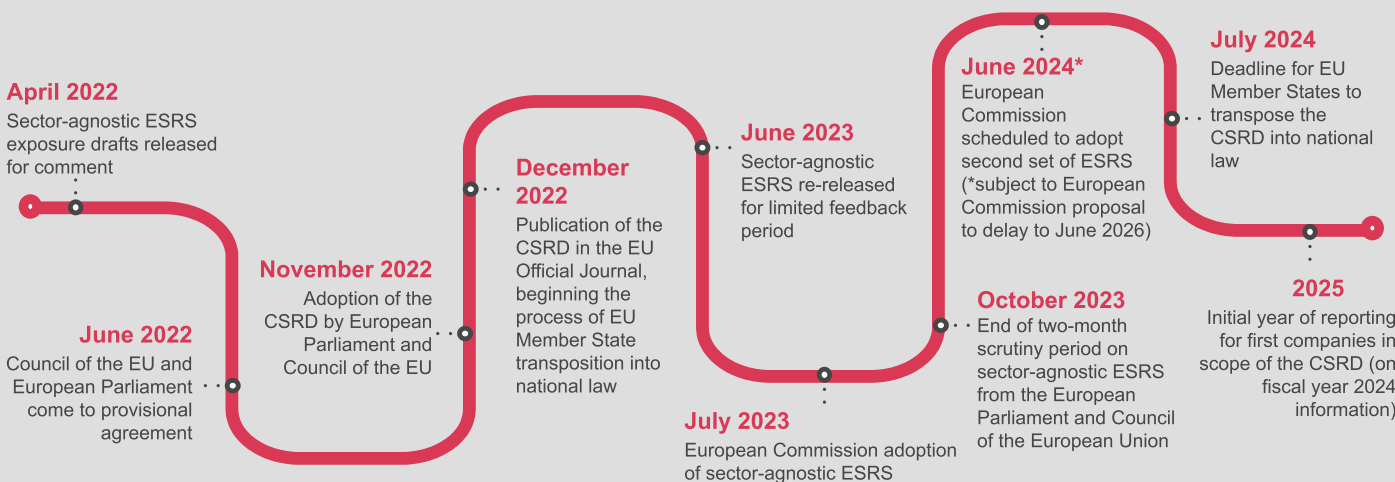 April 2022
Sector-agnostic ESRS
exposure drafts released
for comment
June 2022
Council of the EU and
European Parliament
come to provisional
agreement
November 2022
Adoption of the
CSRD by European
Parliament and
Council of the EU
December
2022
Publication of the
CSRD in the EU
Official Journal,
beginning the
process of EU
Member State
transposition into
national law
June 2023
Sector-agnostic
ESRS re-released
for limited feedback
period
July 2023
European Commission adoption
of sector-agnostic ESRS
October 2023
End of two-month
scrutiny period on
sector-agnostic ESRS
from the European
Parliament and Council
of the European Union
June 2024*
European
Commission
scheduled to adopt
second set of ESRS
(*subject to European
Commission proposal
to delay to June 2026)
July 2024
Deadline for EU
Member States to
transpose the
CSRD into national
law
2025
Initial year of reporting
for first companies in
scope of the CSRD (on
fiscal year 2024
information)